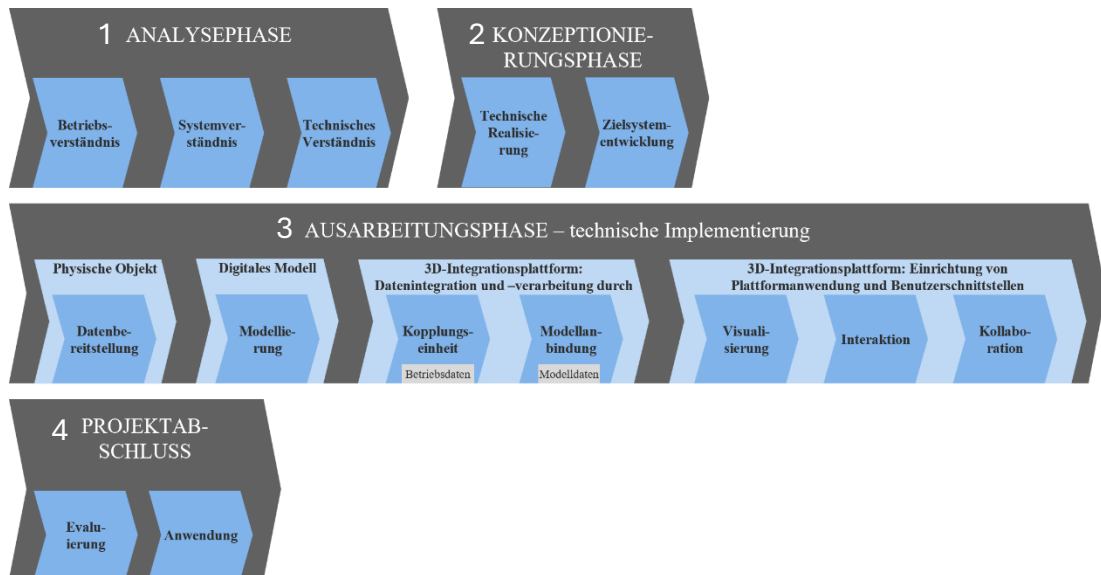 1 ANALYSEPHASE
Betriebs-
verständnis
Systemver-
ständnis
Technisches
Verständnis
2 KONZEPTIONIE-
RUNGSPHASE
Technische
Realisie-
rung
Zielsystem-
entwicklung
3 AUSARBEITUNGSPHASE – technische Implementierung
Physische Objekt
Datenbe-
reitstellung
Digitales Modell
Modellie-
rung
3D-Integrationsplattform:
Datenintegration und –verarbeitung durch
Kopplungs-
einheit
Betriebsdaten
Modellan-
bindung
Modelldaten
3D-Integrationsplattform: Einrichtung von
Plattformanwendung und Benutzerschnittstellen
Visuali-
sierung
Interaktion
Kollabo-
ration
4 PROJEKTAB-
SCHLUSS
Evalu-
ierung
Anwendung